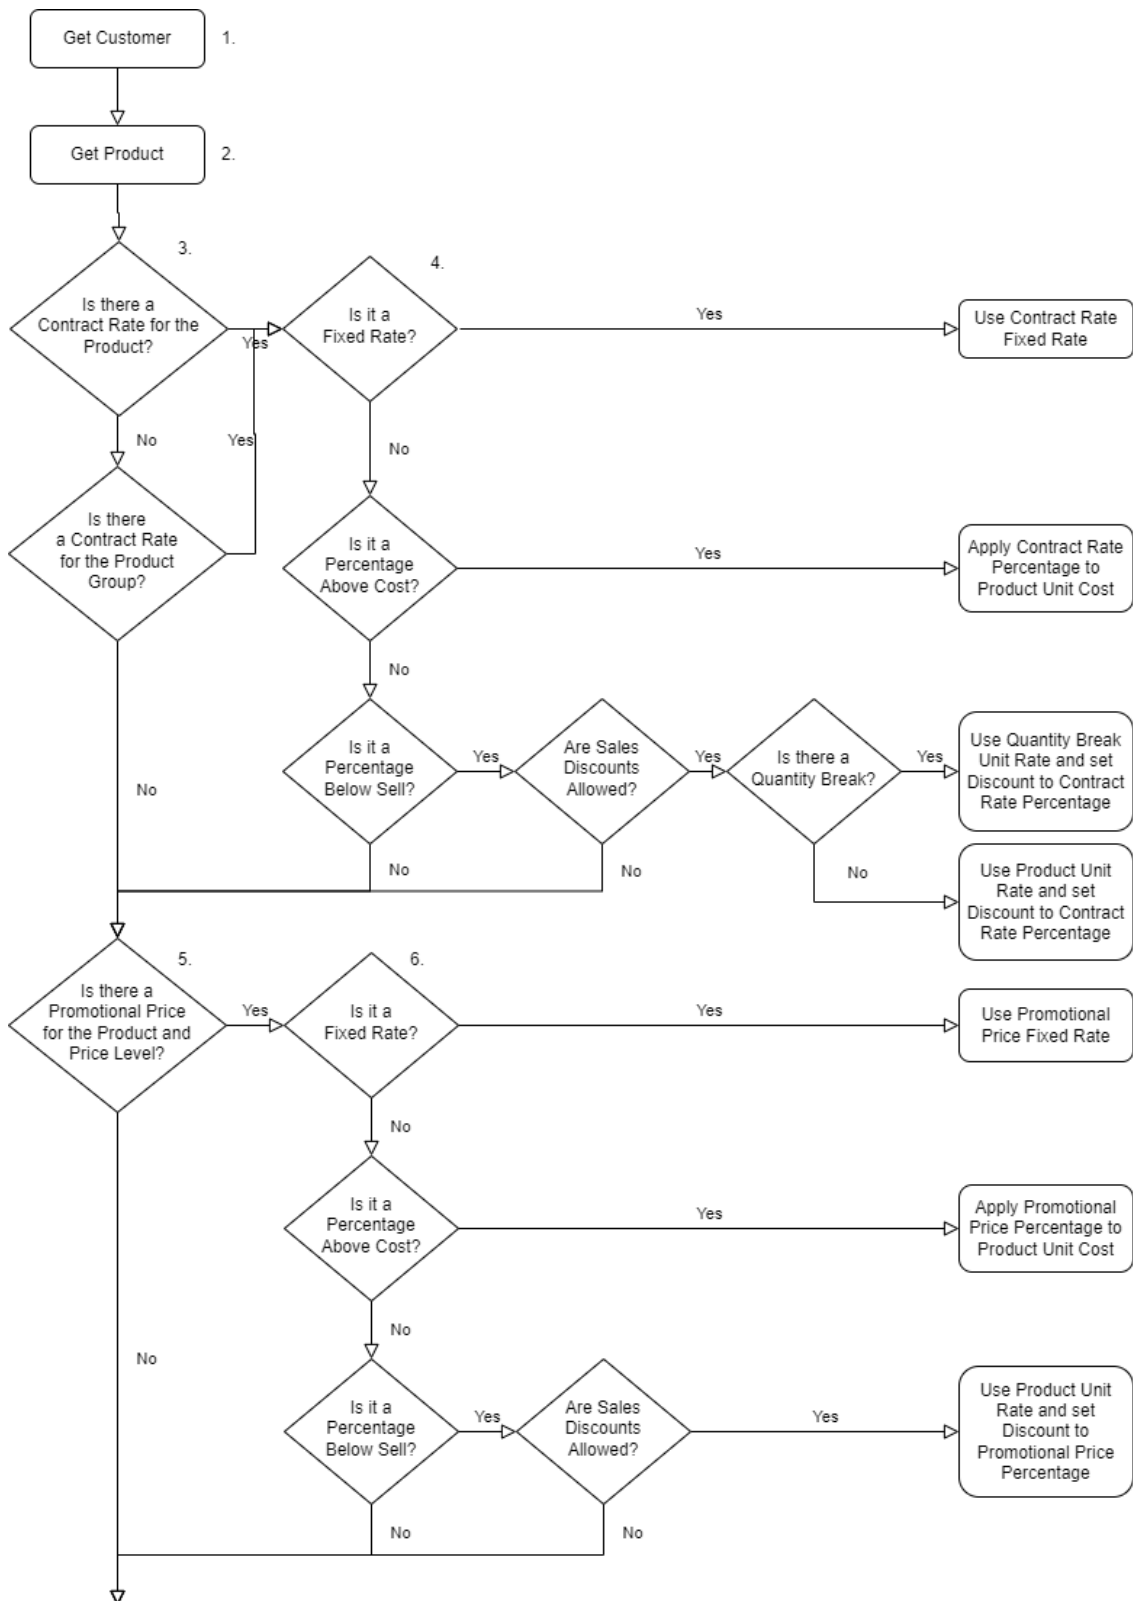 Get Customer
1.
Get Product
2.
3.
Is there a
Contract Rate for the
Product?
Yes
4.
Is it a
Fixed Rate?
Yes
Use Contract Rate
Fixed Rate
No
Yes
No
Is there
a Contract Rate
for the Product
Group?
Is it a
Percentage
Above Cost?
Yes
Apply Contract Rate
Percentage to
Product Unit Cost
No
No
Is it a
Percentage
Below Sell?
Yes
Are Sales
Discounts
Allowed?
Yes
Is there a
Quantity Break?
Yes
Use Quantity Break
Unit Rate and set
Discount to Contract
Rate Percentage
No
No
No
Use Product Unit
Rate and set
Discount to Contract
Rate Percentage
5.
Is there a
Promotional Price
for the Product and
Price Level?
Yes
6.
Is it a
Fixed Rate?
Yes
Use Promotional
Price Fixed Rate
No
Is it a
Percentage
Above Cost?
Yes
Apply Promotional
Price Percentage to
Product Unit Cost
No
No
Is it a
Percentage
Below Sell?
Yes
Are Sales
Discounts
Allowed?
Yes
Use Product Unit
Rate and set
Discount to
Promotional Price
Percentage
No
No